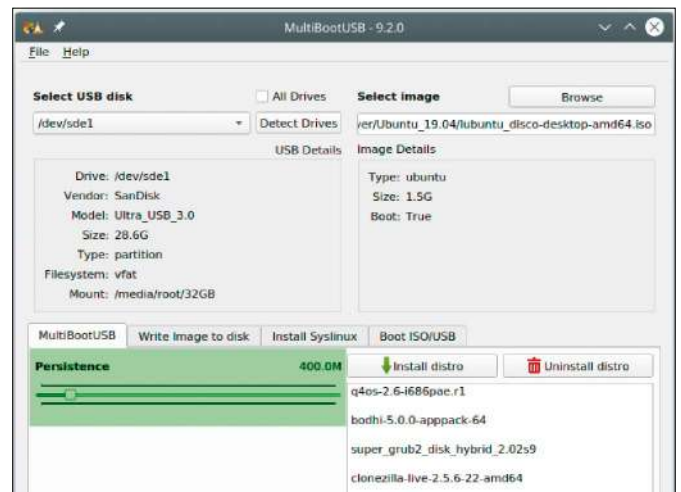 MultiBootUSB - 9.2.0
File Help
Select USB disk
All Drives
Select image
Browse
/dev/sde1
Detect Drives
ver/Ubuntu_19.04/lubuntu_disco-desktop-amd64.iso
USB Details
Image Details
Drive: /dev/sde1
Vendor: SanDisk
Model: Ultra_USB_3.0
Size: 28.6G
Type: partition
Filesystem: vfat
Mount: /media/root/32GB
Type: ubuntu
Size: 1.5G
Boot: True
MultiBootUSB
Write Image to disk
Install Syslinux
Boot ISO/USB
Persistence
400.0M
Install distro
Uninstall distro
q4os-2.6-i686pae.r1
bodhi-5.0.0-apppack-64
super_grub2_disk_hybrid_2.02s9
clonezilla-live-2.5.6-22-amd64